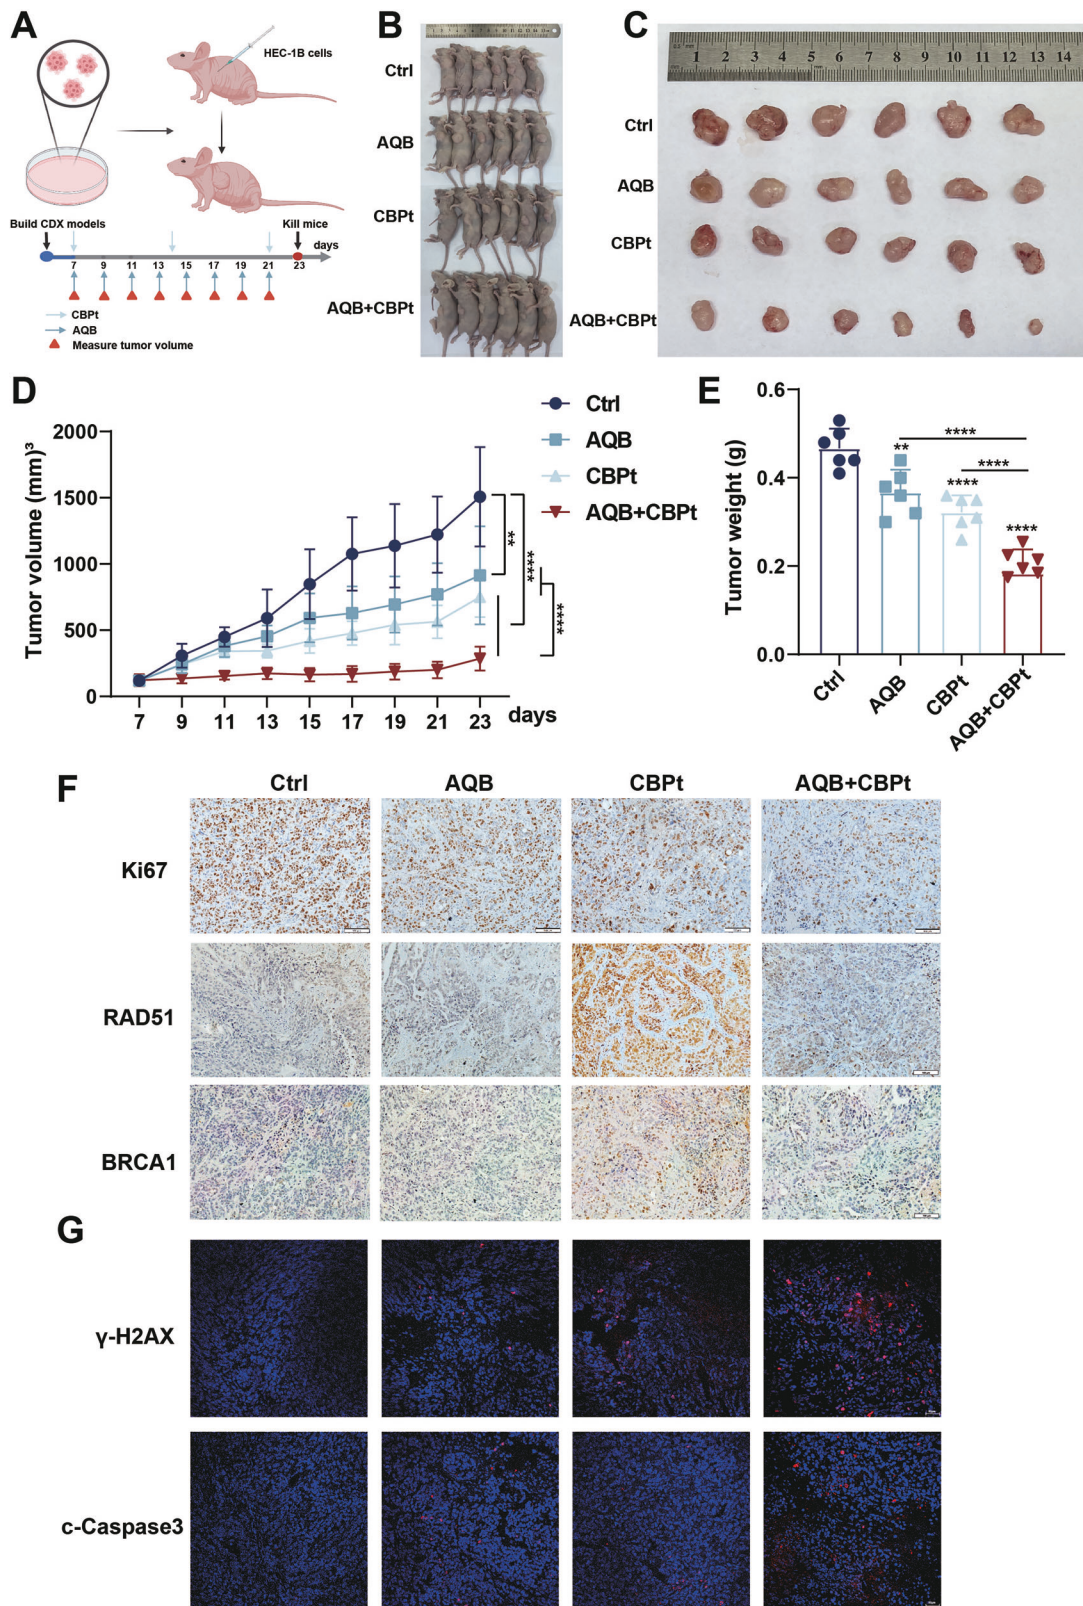 A
HEC-1B cells
Build CDX models
Kill mice
days
7 9 11 13 15 17 19 21 23
CBPt
AQB
Measure tumor volume
B
Ctrl
AQB
CBPt
AQB+CBPt
C
1 2 3 4 5 6 7 8 9 10 11 12 13 14
Ctrl
AQB
CBPt
AQB+CBPt
D
Tumor volume (mm)³
2000
1500
1000
500
0
7 9 11 13 15 17 19 21 23 days
Ctrl
AQB
CBPt
AQB+CBPt
**
****
****
E
Tumor weight (g)
0.6
0.4
0.2
0.0
**
****
****
****
****
Ctrl
AQB
CBPt
AQB+CBPt
F
Ctrl AQB CBPt AQB+CBPt
Ki67
RAD51
BRCA1
G
γ-H2AX
c-Caspase3